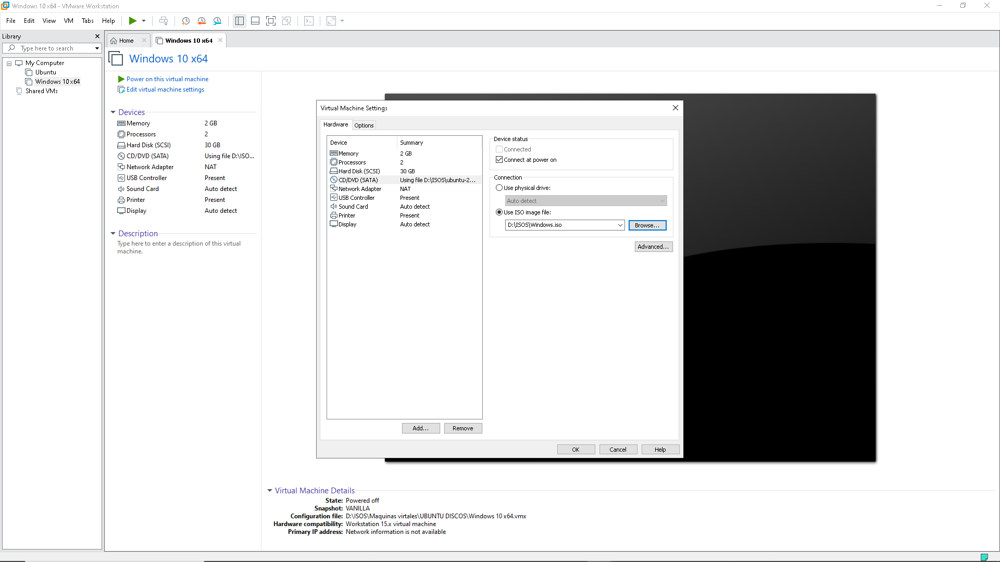 Windows 10 x64 - VMware Workstation
File Edit View VM Tabs Help
Library
Type here to search
My Computer
Ubuntu
Windows 10 x64
Shared VMs
Home
Windows 10 x64
Windows 10 x64
Power on this virtual machine
Edit virtual machine settings
Devices
Memory 2 GB
Processors 2
Hard Disk (SCSI) 30 GB
CD/DVD (SATA) Using file D:\ISO...
Network Adapter NAT
USB Controller Present
Sound Card Auto detect
Printer Present
Display Auto detect
Description
Type here to enter a description of this virtual
machine.
Virtual Machine Settings
Hardware Options
Device Summary
Memory 2 GB
Processors 2
Hard Disk (SCSI) 30 GB
CD/DVD (SATA) Using file D:\ISOS\ubuntu-2...
Network Adapter NAT
USB Controller Present
Sound Card Auto detect
Printer Present
Display Auto detect
Add... Remove
Device status
Connected
Connect at power on
Connection
Use physical drive:
Auto detect
Use ISO image file:
D:\ISOS\Windows.iso Browse...
Advanced...
OK Cancel Help
Virtual Machine Details
State: Powered off
Snapshot: VANILLA
Configuration file: D:\ISOS\Maquinas virtales\UBUNTU DISCOS\Windows 10 x64.vmx
Hardware compatibility: Workstation 15.x virtual machine
Primary IP address: Network information is not available